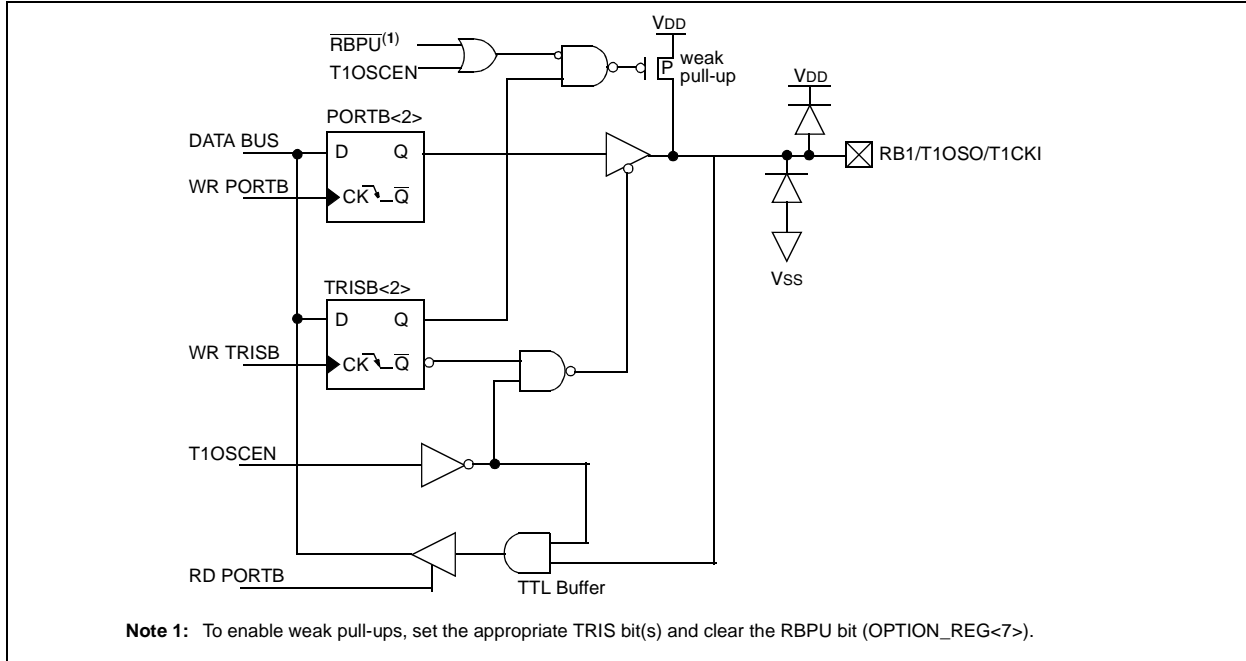 VDD
RBPU(1)
T1OSCEN
weak
pull-up
P
VDD
PORTB<2>
DATA BUS
D Q
RB1/T1OSO/T1CKI
WR PORTB
CK Q
VSS
TRISB<2>
D Q
WR TRISB
CK Q
T1OSCEN
RD PORTB
TTL Buffer
Note 1: To enable weak pull-ups, set the appropriate TRIS bit(s) and clear the RBPU bit (OPTION_REG<7>).